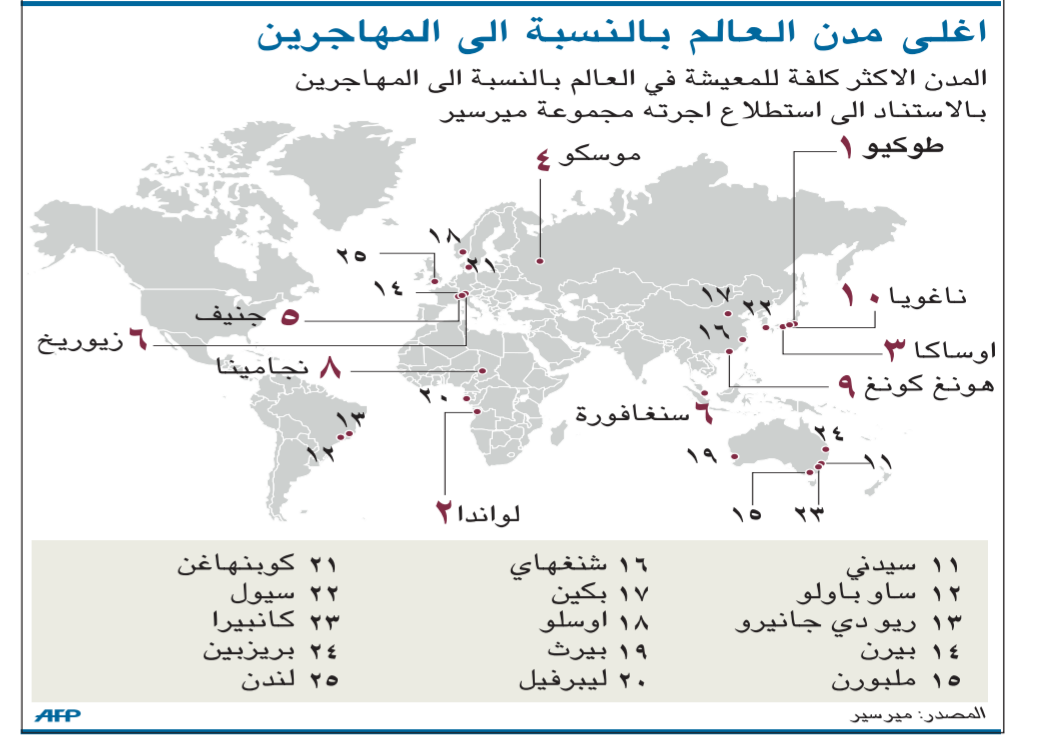 اغلى مدن العالم بالنسبة الى المهاجرين
المدن الاكثر كلفة للمعيشة في العالم بالنسبة الى المهاجرين
بالاستناد الى استطلاع اجرته مجموعة ميرسير
طوكيو ١
موسكو ٤
١٨
٢١
٢٥
١٤
١٧
٢٢
ناغويا ١٠
٥ جنيف
١٦
٦ زيوريخ
اوساكا ٣
٨ نجامينا
هونغ كونغ ٩
٢٠
٦ سنغافورة
١٣
١٢
٢٤
١٩
١١
لواندا ٢
١٥
٢٣
١١ سيدني
١٢ ساو باولو
١٣ ريو دي جانيرو
١٤ بيرن
١٥ ملبورن
١٦ شنغهاي
١٧ بكين
١٨ اوسلو
١٩ بيرث
٢٠ ليبرفيل
٢١ كوبنهاغن
٢٢ سيول
٢٣ كانبيرا
٢٤ بريزبين
٢٥ لندن
المصدر: ميرسير
AFP